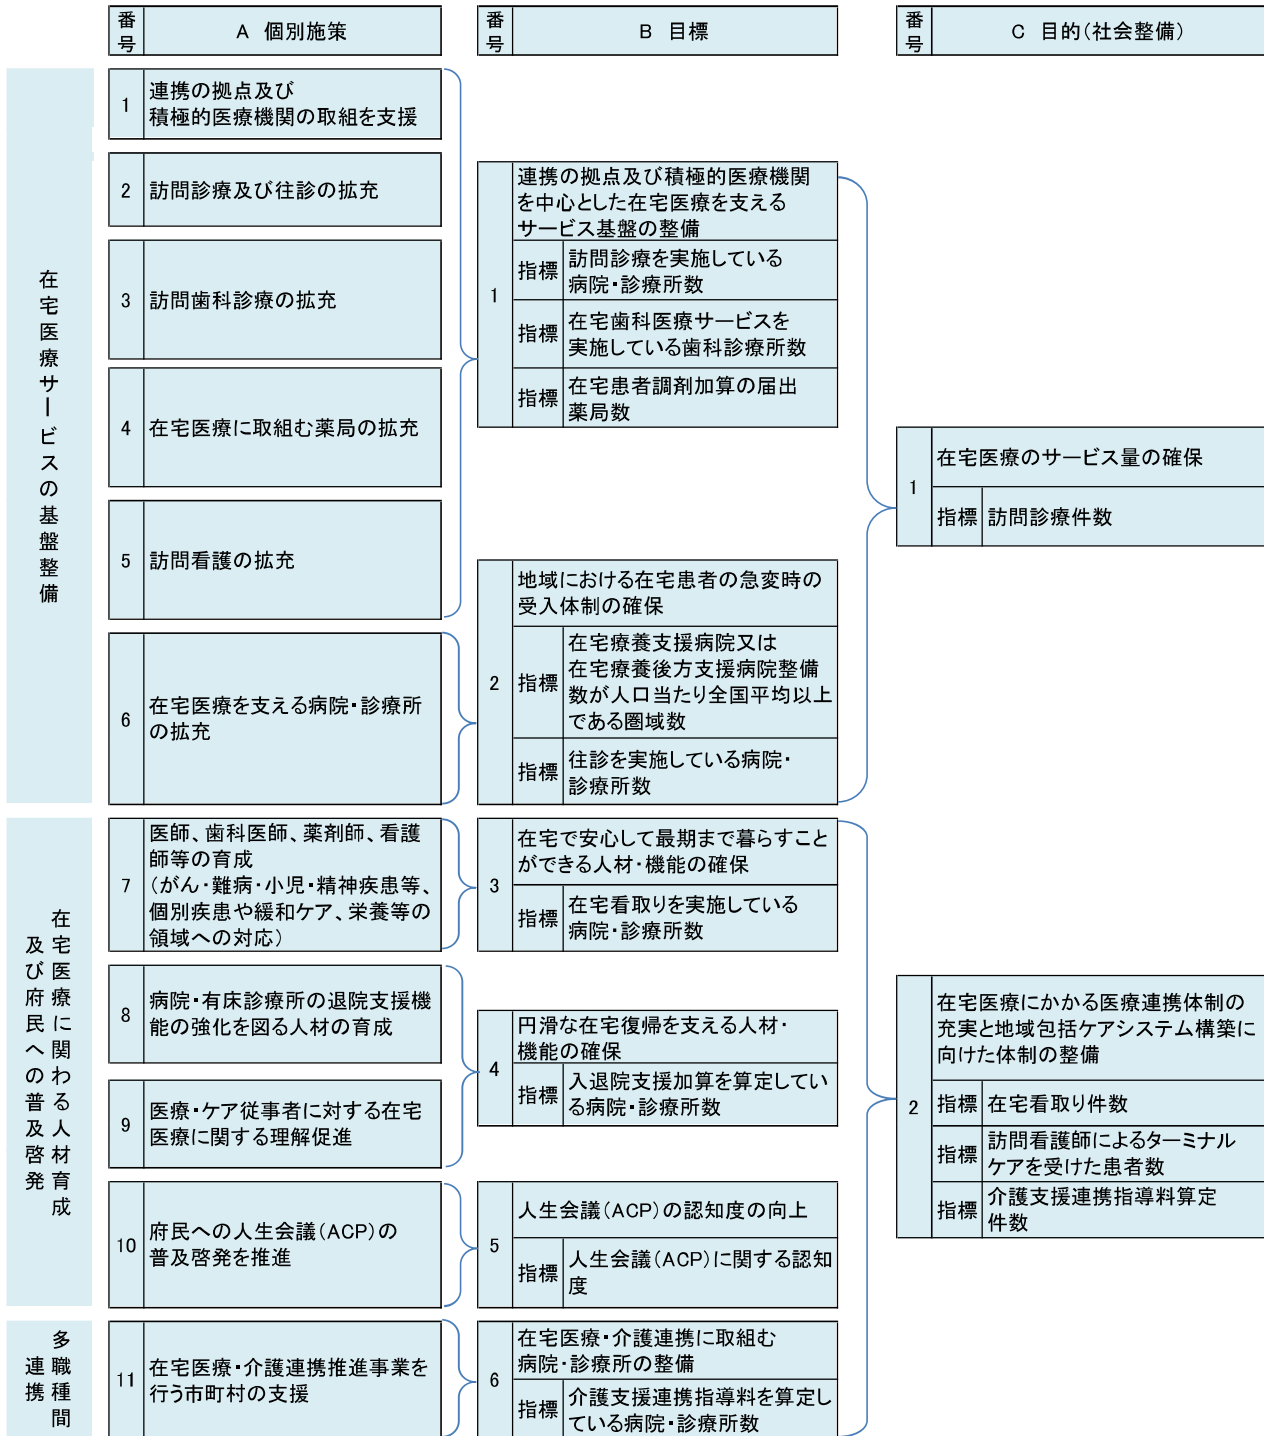 番号
A 個別施策
番号
B 目標
番号
C 目的(社会整備)
在宅医療サービスの基盤整備
1
連携の拠点及び
積極的医療機関の取組を支援
2
訪問診療及び往診の拡充
3
訪問歯科診療の拡充
4
在宅医療に取組む薬局の拡充
5
訪問看護の拡充
6
在宅医療を支える病院・診療所
の拡充
1
連携の拠点及び積極的医療機関
を中心とした在宅医療を支える
サービス基盤の整備
指標
訪問診療を実施している
病院・診療所数
指標
在宅歯科医療サービスを
実施している歯科診療所数
指標
在宅患者調剤加算の届出
薬局数
2
地域における在宅患者の急変時の
受入体制の確保
指標
在宅療養支援病院又は
在宅療養後方支援病院整備
数が人口当たり全国平均以上
である圏域数
指標
往診を実施している病院・
診療所数
1
在宅医療のサービス量の確保
指標
訪問診療件数
在宅医療に関わる人材育成
及び府民への普及啓発
7
医師、歯科医師、薬剤師、看護
師等の育成
(がん・難病・小児・精神疾患等、
個別疾患や緩和ケア、栄養等の
領域への対応)
8
病院・有床診療所の退院支援機
能の強化を図る人材の育成
9
医療・ケア従事者に対する在宅
医療に関する理解促進
10
府民への人生会議(ACP)の
普及啓発を推進
3
在宅で安心して最期まで暮らすこと
ができる人材・機能の確保
指標
在宅看取りを実施している
病院・診療所数
4
円滑な在宅復帰を支える人材・
機能の確保
指標
入退院支援加算を算定してい
る病院・診療所数
5
人生会議(ACP)の認知度の向上
指標
人生会議(ACP)に関する認知
度
2
在宅医療にかかる医療連携体制の
充実と地域包括ケアシステム構築に
向けた体制の整備
指標
在宅看取り件数
指標
訪問看護師によるターミナル
ケアを受けた患者数
指標
介護支援連携指導料算定
件数
多職種間
連携
11
在宅医療・介護連携推進事業を
行う市町村の支援
6
在宅医療・介護連携に取組む
病院・診療所の整備
指標
介護支援連携指導料を算定し
ている病院・診療所数